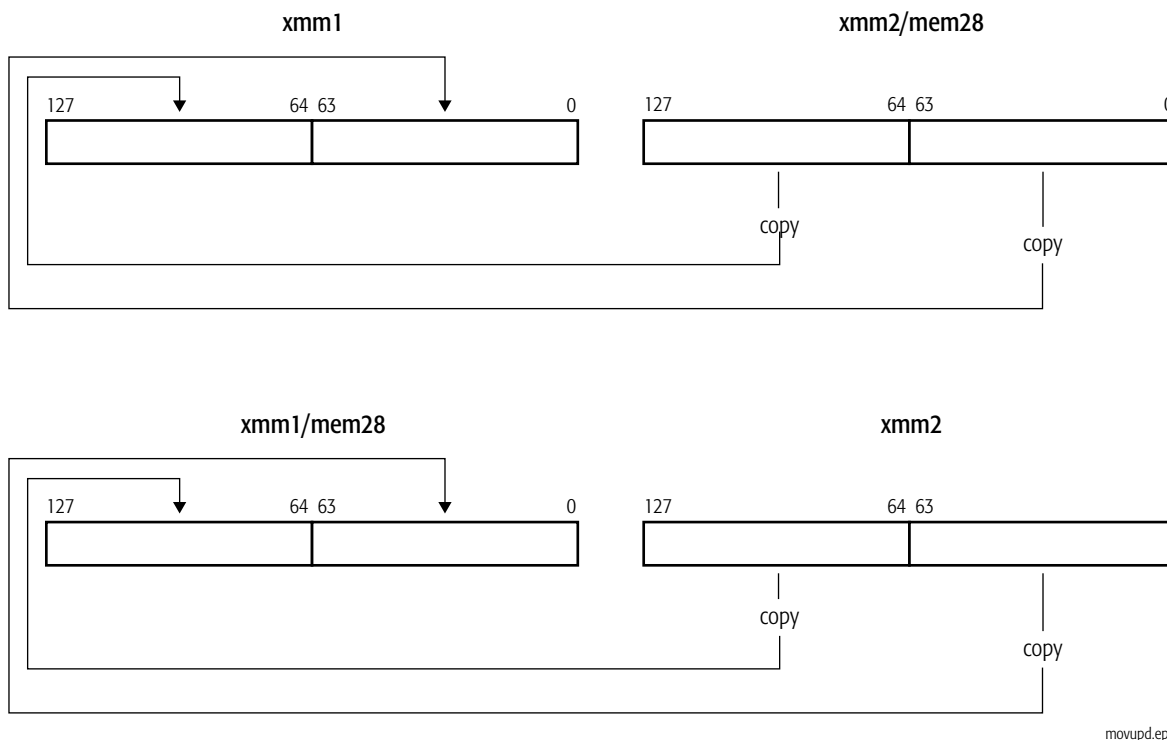 xmm1 xmm2/mem28
127 64 63 0 127 64 63 0
copy
copy
xmm1/mem28 xmm2
127 64 63 0 127 64 63
copy
copy
movupd.ep